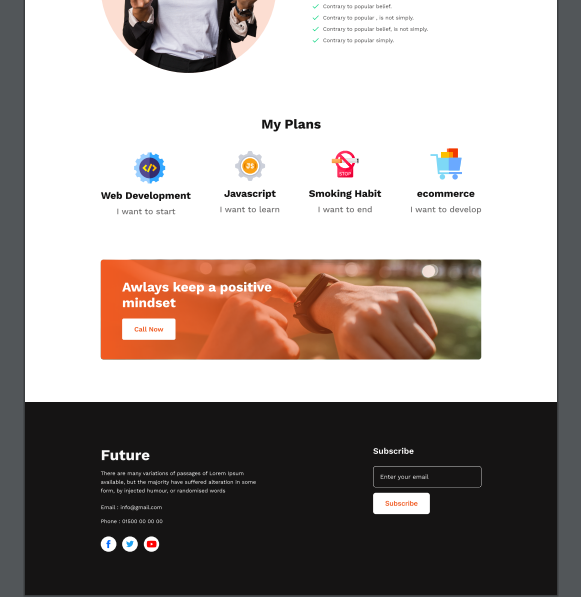 Contrary to popular belief.
Contrary to popular , is not simply.
Contrary to popular belief, is not simply.
Contrary to popular simply.
My Plans
</>
JS
STOP
Web Development
Javascript
Smoking Habit
ecommerce
I want to start
I want to learn
I want to end
I want to develop
Awlays keep a positive
mindset
Call Now
Future
There are many variations of passages of Lorem Ipsum
available, but the majority have suffered alteration in some
form, by injected humour, or randomised words
Email : info@gmail.com
Phone : 01500 00 00 00
Subscribe
Enter your email
Subscribe